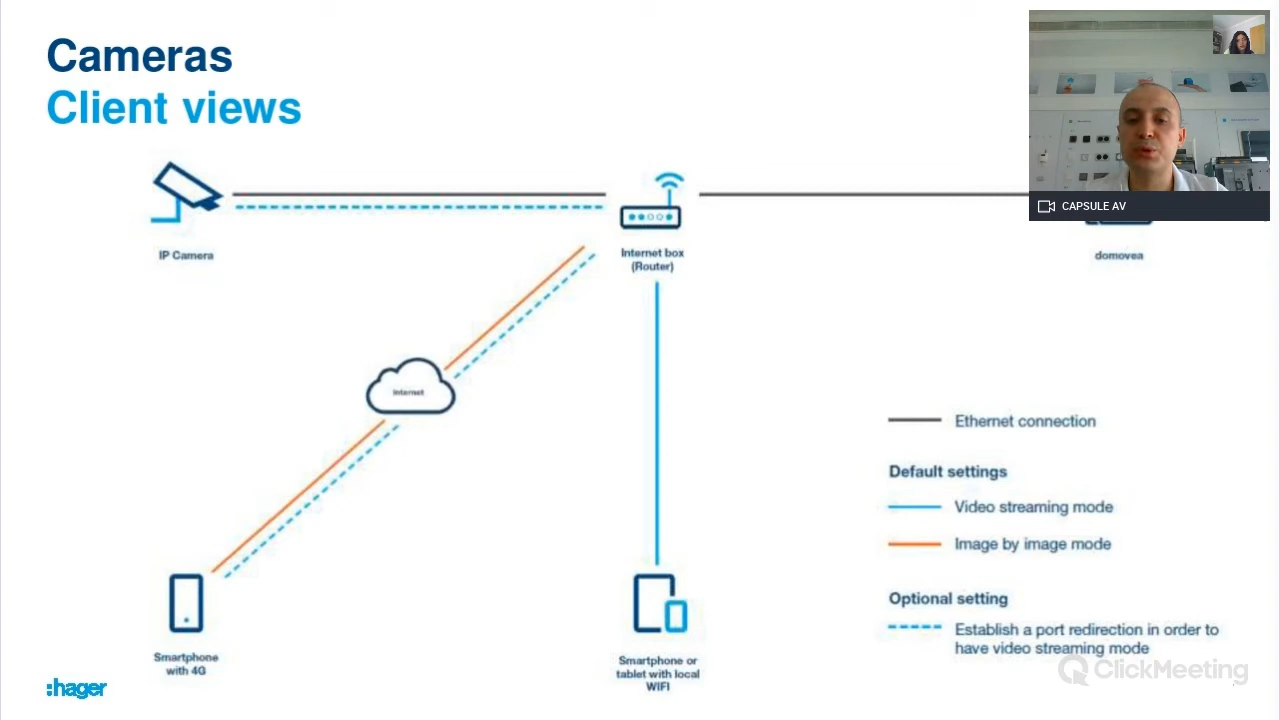 Cameras
Client views
CAPSULE AV
IP Camera
Internet box
(Router)
domovea
Internet
Ethernet connection
Default settings
Video streaming mode
Image by image mode
Optional setting
Establish a port redirection in order to
have video streaming mode
Smartphone
with 4G
Smartphone or
tablet with local
WIFI
:hager
ClickMeeting